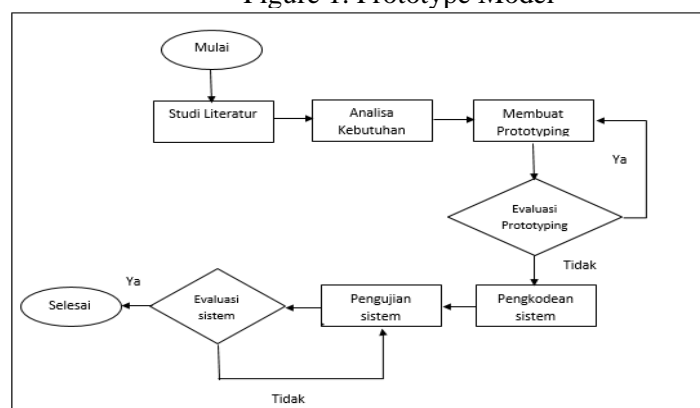 Figure 1. Prototype Model
Mulai
Studi Literatur
Analisa
Kebutuhan
Membuat
Prototyping
Ya
Evaluasi
Prototyping
Tidak
Pengkodean
sistem
Pengujian
sistem
Evaluasi
sistem
Ya
Selesai
Tidak